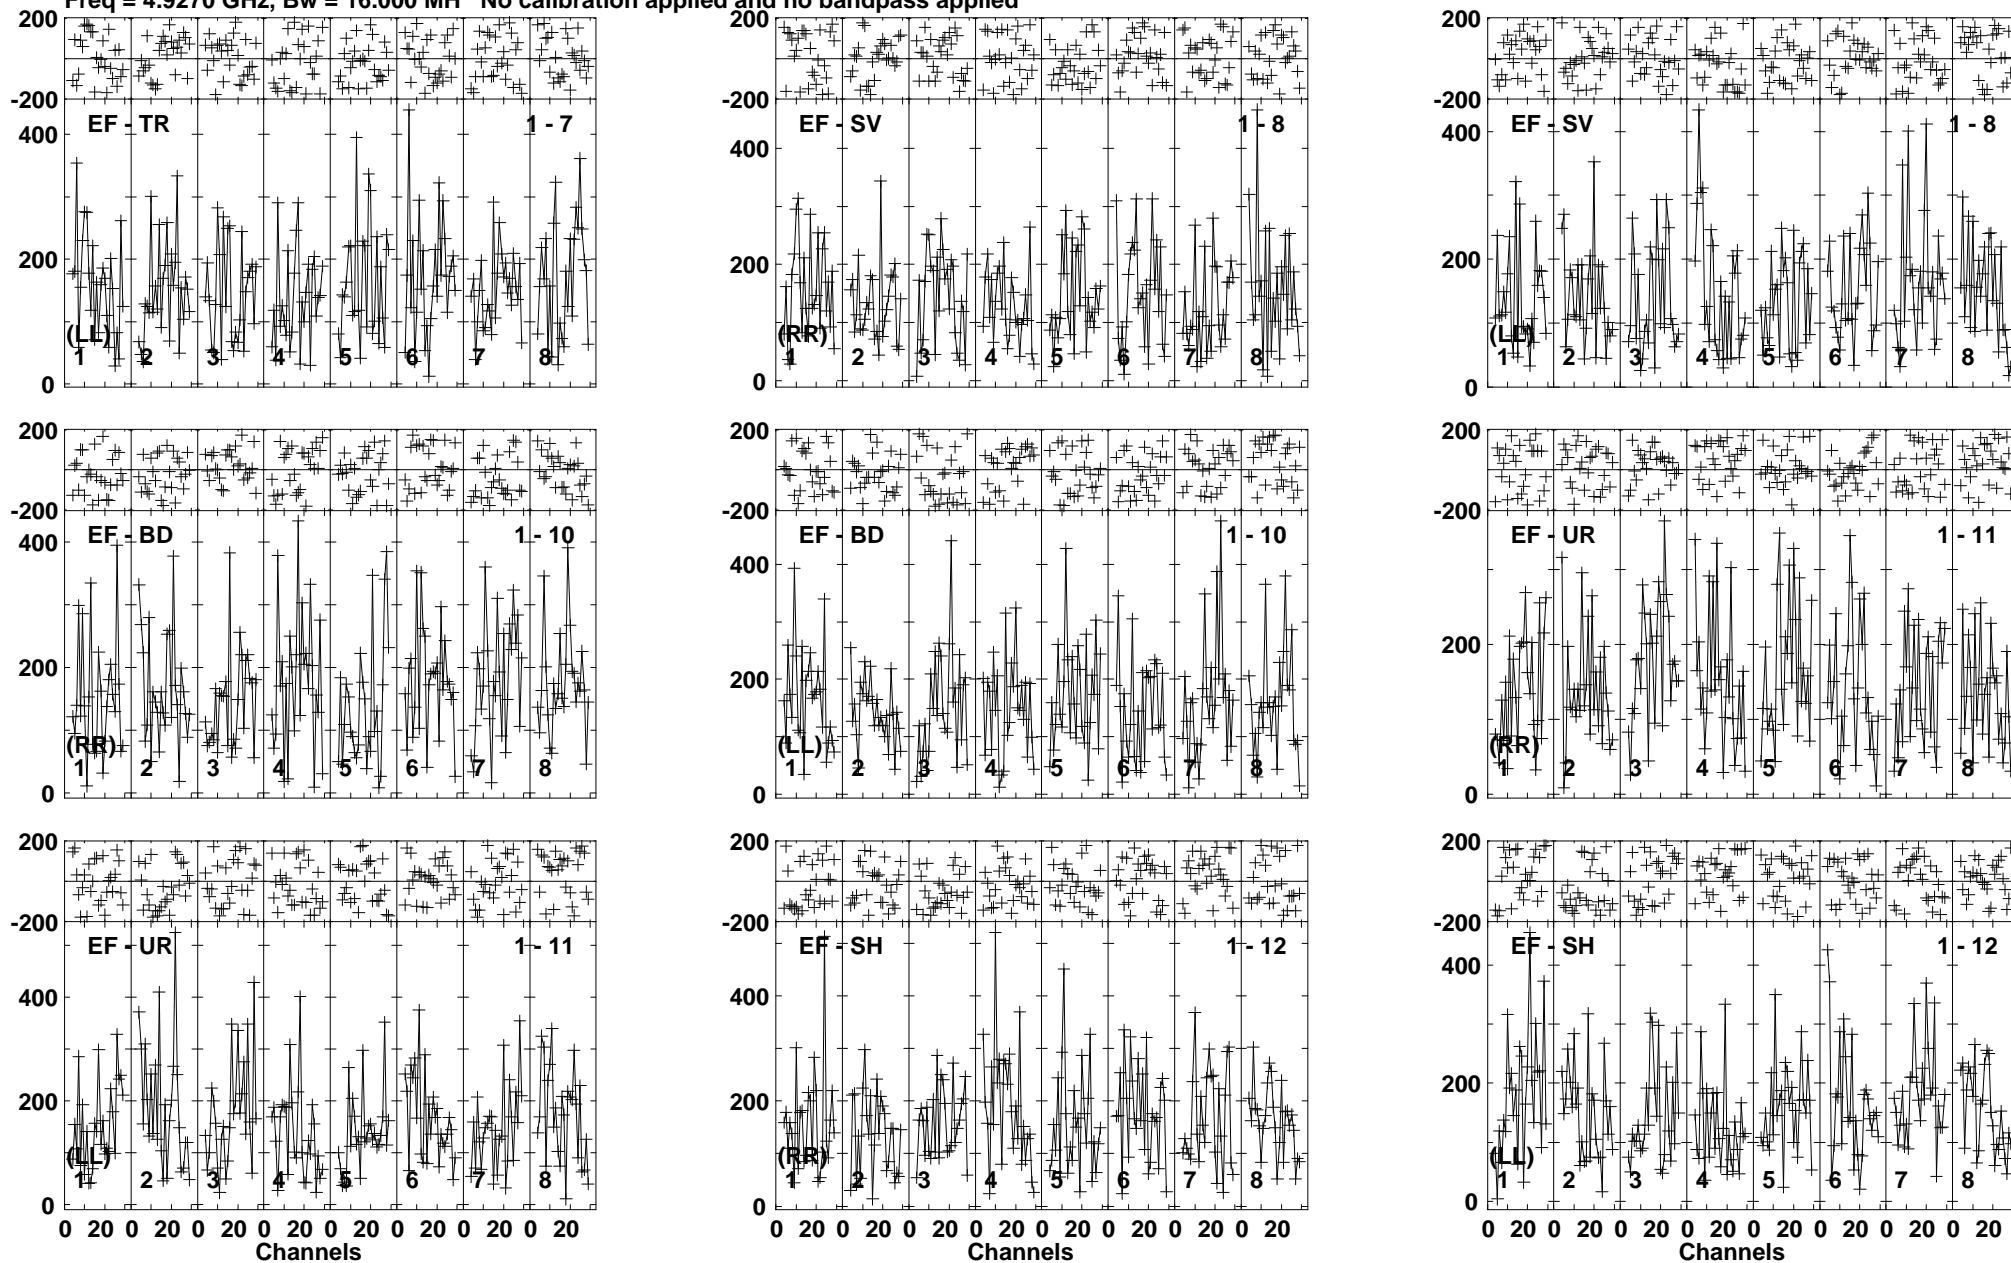 Freq = 4.9270 GHz, Bw = 16.000 MH No calibration applied and no bandpass applied
200 200 200
-200 -200 -200
EF - TR 1 - 7 EF - SV 1 - 8 EF - SV 1 - 8
400 400 400
200 200 200
(LL) (RR) (LL)
1 2 3 4 5 6 7 8 1 2 3 4 5 6 7 8 1 2 3 4 5 6 7 8
0 0 0
200 200 200
-200 -200 -200
EF - BD 1 - 10 EF - BD 1 - 10 EF - UR 1 - 11
400 400
200 200 200
(RR) (LL) (RR)
1 2 3 4 5 6 7 8 1 2 3 4 5 6 7 8 1 2 3 4 5 6 7 8
0 0 0
200 200 200
-200 -200 -200
EF - UR 1 - 11 EF - SH 1 - 12 EF - SH 1 - 12
400 400 400
200 200 200
(LL) (RR) (LL)
1 2 3 4 5 6 7 8 1 2 3 4 5 6 7 8 1 2 3 4 5 6 7 8
0 0 0
0 20 0 20 0 20 0 20 0 20 0 20 0 20 0 20 0 20 0 20 0 20 0 20 0 20 0 20 0 20 0 20 0 20 0 20 0 20 0 20 0 20 0 20 0 20 0 20
Channels Channels Channels